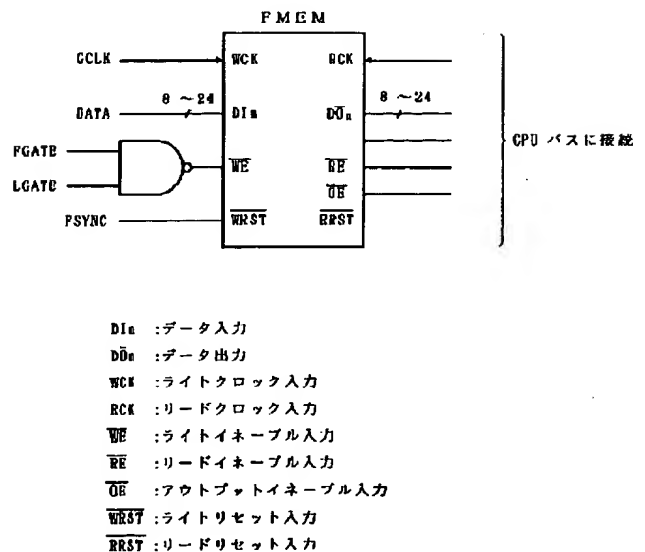 FMEM
GCLK WCK RCK
8 ~24 8 ~24
DATA DIn DOn
CPU バスに接続
FGATE
WE RE
LGATE
OE
FSYNC WRST RRST
DIn :データ入力
DOn :データ出力
WCK :ライトクロック入力
RCK :リードクロック入力
WE :ライトイネーブル入力
RE :リードイネーブル入力
OE :アウトプットイネーブル入力
WRST :ライトリセット入力
RRST :リードリセット入力